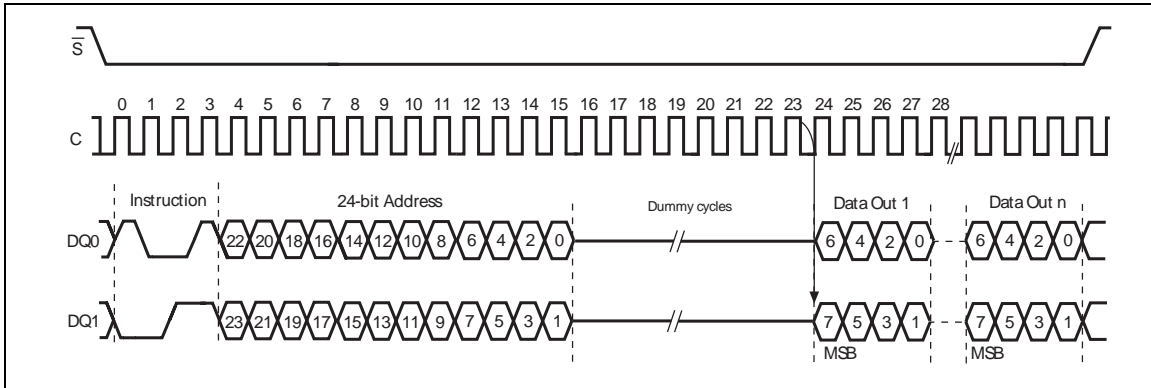 S
0 1 2 3 4 5 6 7 8 9 10 11 12 13 14 15 16 17 18 19 20 21 22 23 24 25 26 27 28
C
Instruction 24-bit Address Dummy cycles Data Out 1 Data Out n
DQ0 22 20 18 16 14 12 10 8 6 4 2 0 6 4 2 0 6 4 2 0
DQ1 23 21 19 17 15 13 11 9 7 5 3 1 7 5 3 1 7 5 3 1
MSB MSB